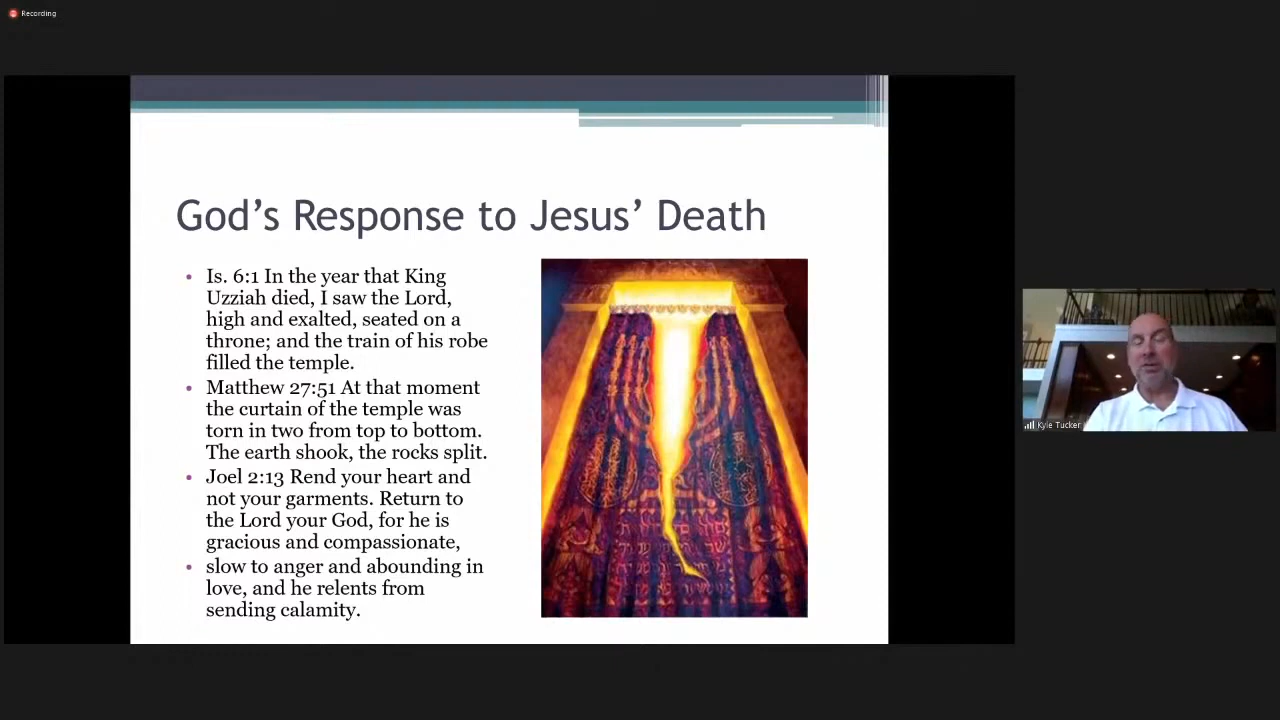 Recording
God's Response to Jesus' Death
• Is. 6:1 In the year that King
Uzziah died, I saw the Lord,
high and exalted, seated on a
throne; and the train of his robe
filled the temple.
• Matthew 27:51 At that moment
the curtain of the temple was
torn in two from top to bottom.
The earth shook, the rocks split.
• Joel 2:13 Rend your heart and
not your garments. Return to
the Lord your God, for he is
gracious and compassionate,
• slow to anger and abounding in
love, and he relents from
sending calamity.
Kyle Tucker